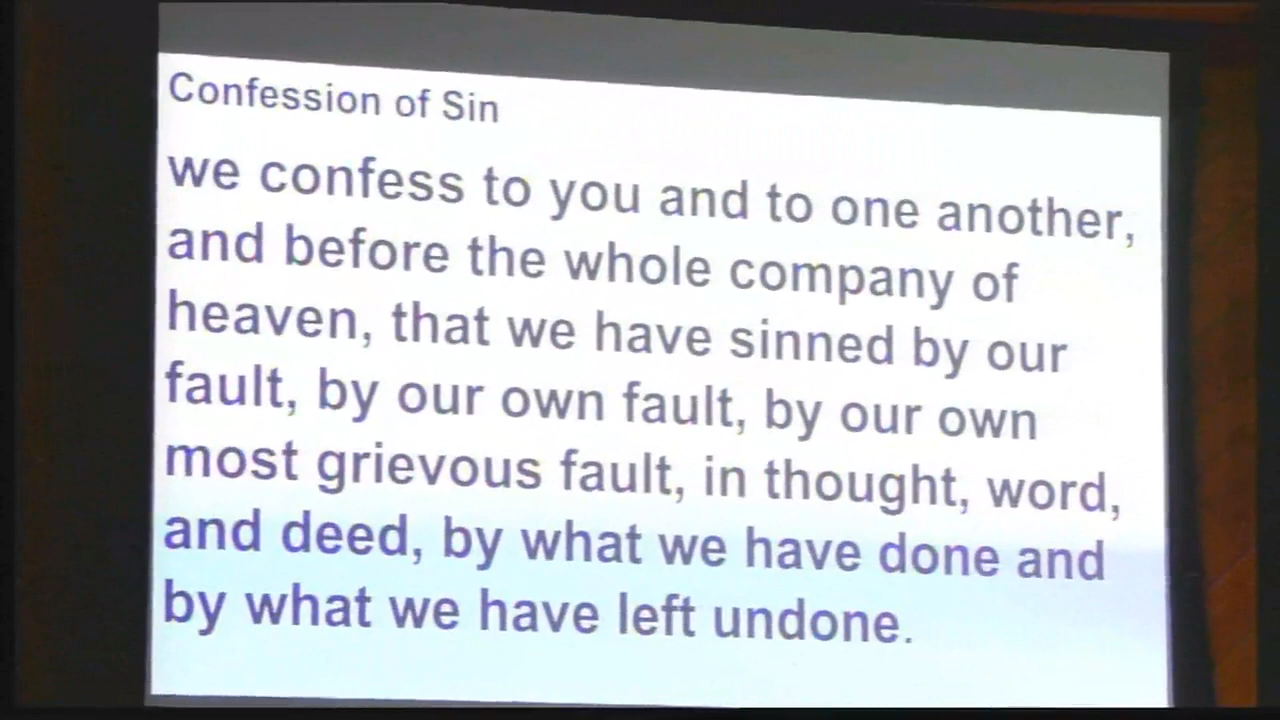 Confession of Sin
we confess to you and to one another,
and before the whole company of
heaven, that we have sinned by our
fault, by our own fault, by our own
most grievous fault, in thought, word,
and deed, by what we have done and
by what we have left undone.